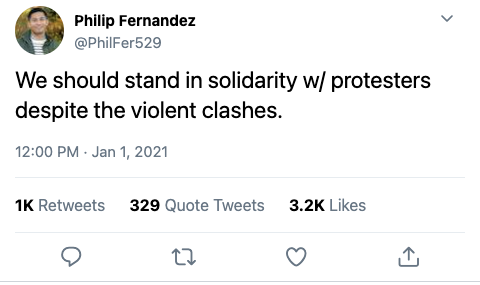 Philip Fernandez
@PhilFer529
We should stand in solidarity w/ protesters
despite the violent clashes.
12:00 PM · Jan 1, 2021
1K Retweets 329 Quote Tweets 3.2K Likes